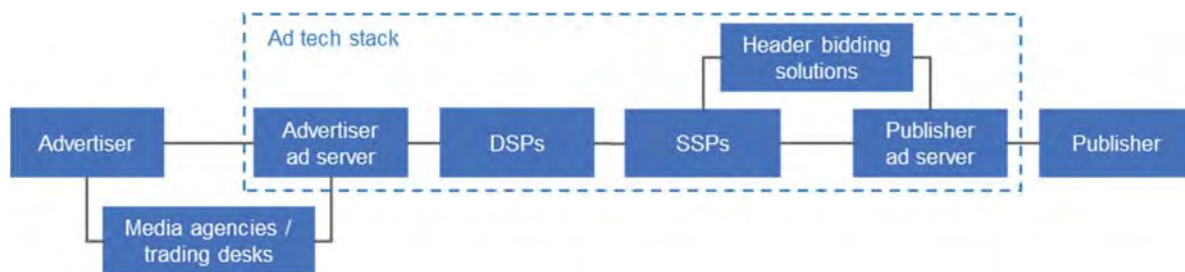 Ad tech stack
Header bidding
solutions
Advertiser
Advertiser
ad server
DSPs
SSPs
Publisher
ad server
Publisher
Media agencies /
trading desks